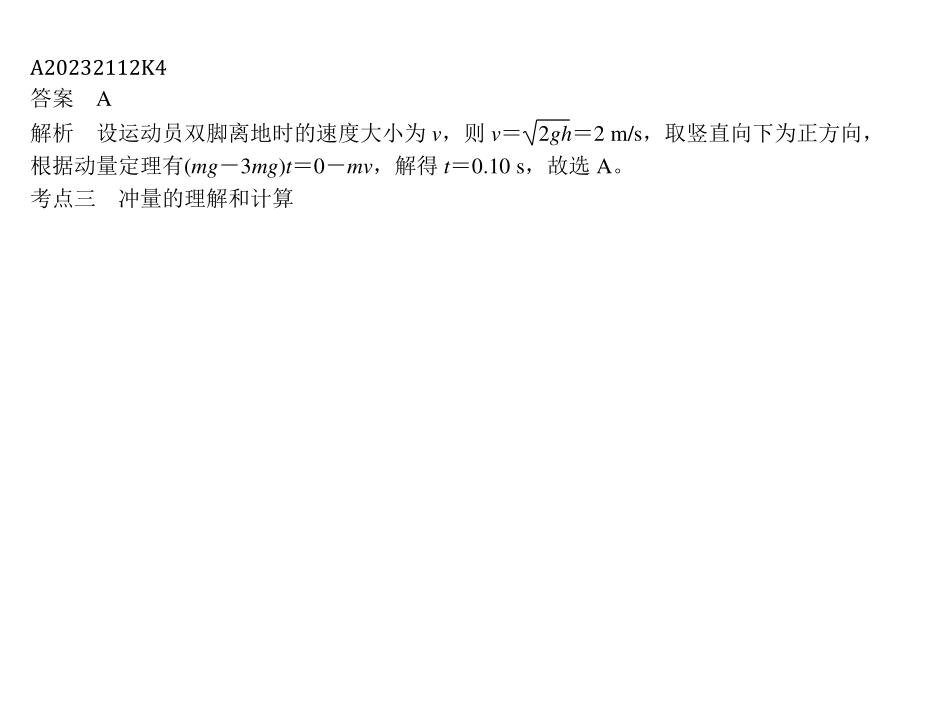 A20232112K4
答案　A
解析　设运动员双脚离地时的速度大小为 v，则 v＝√2gh＝2 m/s，取竖直向下为正方向，
根据动量定理有(mg－3mg)t＝0－mv，解得 t＝0.10 s，故选 A。
考点三　冲量的理解和计算